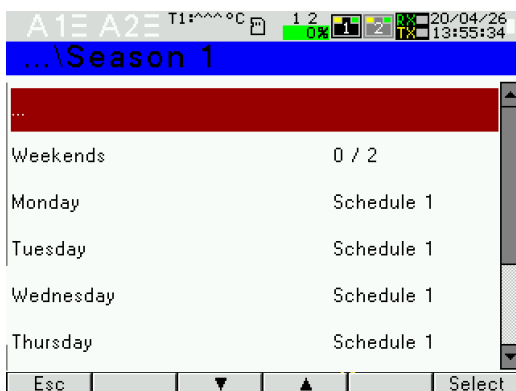 A1 A2 T1:^^^°C 1 2 0% 1 2 RX TX 20/04/26 13:55:34
...\Season 1
...
Weekends 0 / 2
Monday Schedule 1
Tuesday Schedule 1
Wednesday Schedule 1
Thursday Schedule 1
Esc ▼ ▲ Select